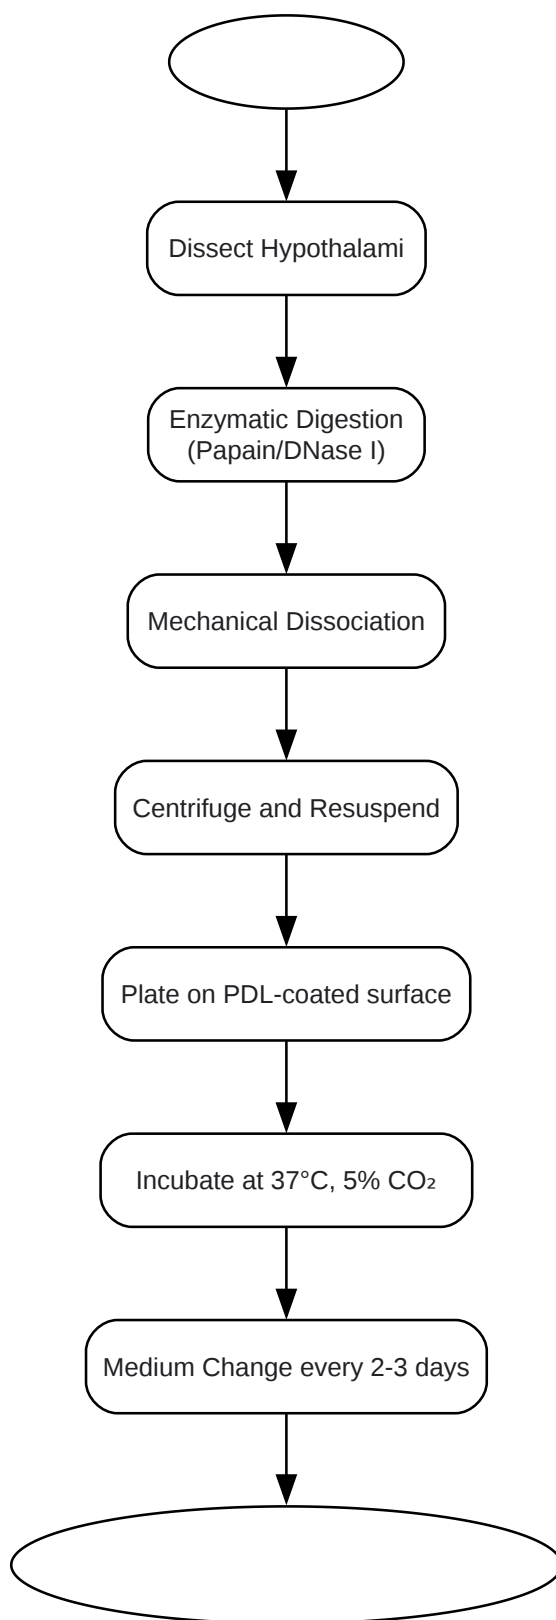 Dissect Hypothalami
Enzymatic Digestion
(Papain/DNase I)
Mechanical Dissociation
Centrifuge and Resuspend
Plate on PDL-coated surface
Incubate at 37°C, 5% CO₂
Medium Change every 2-3 days